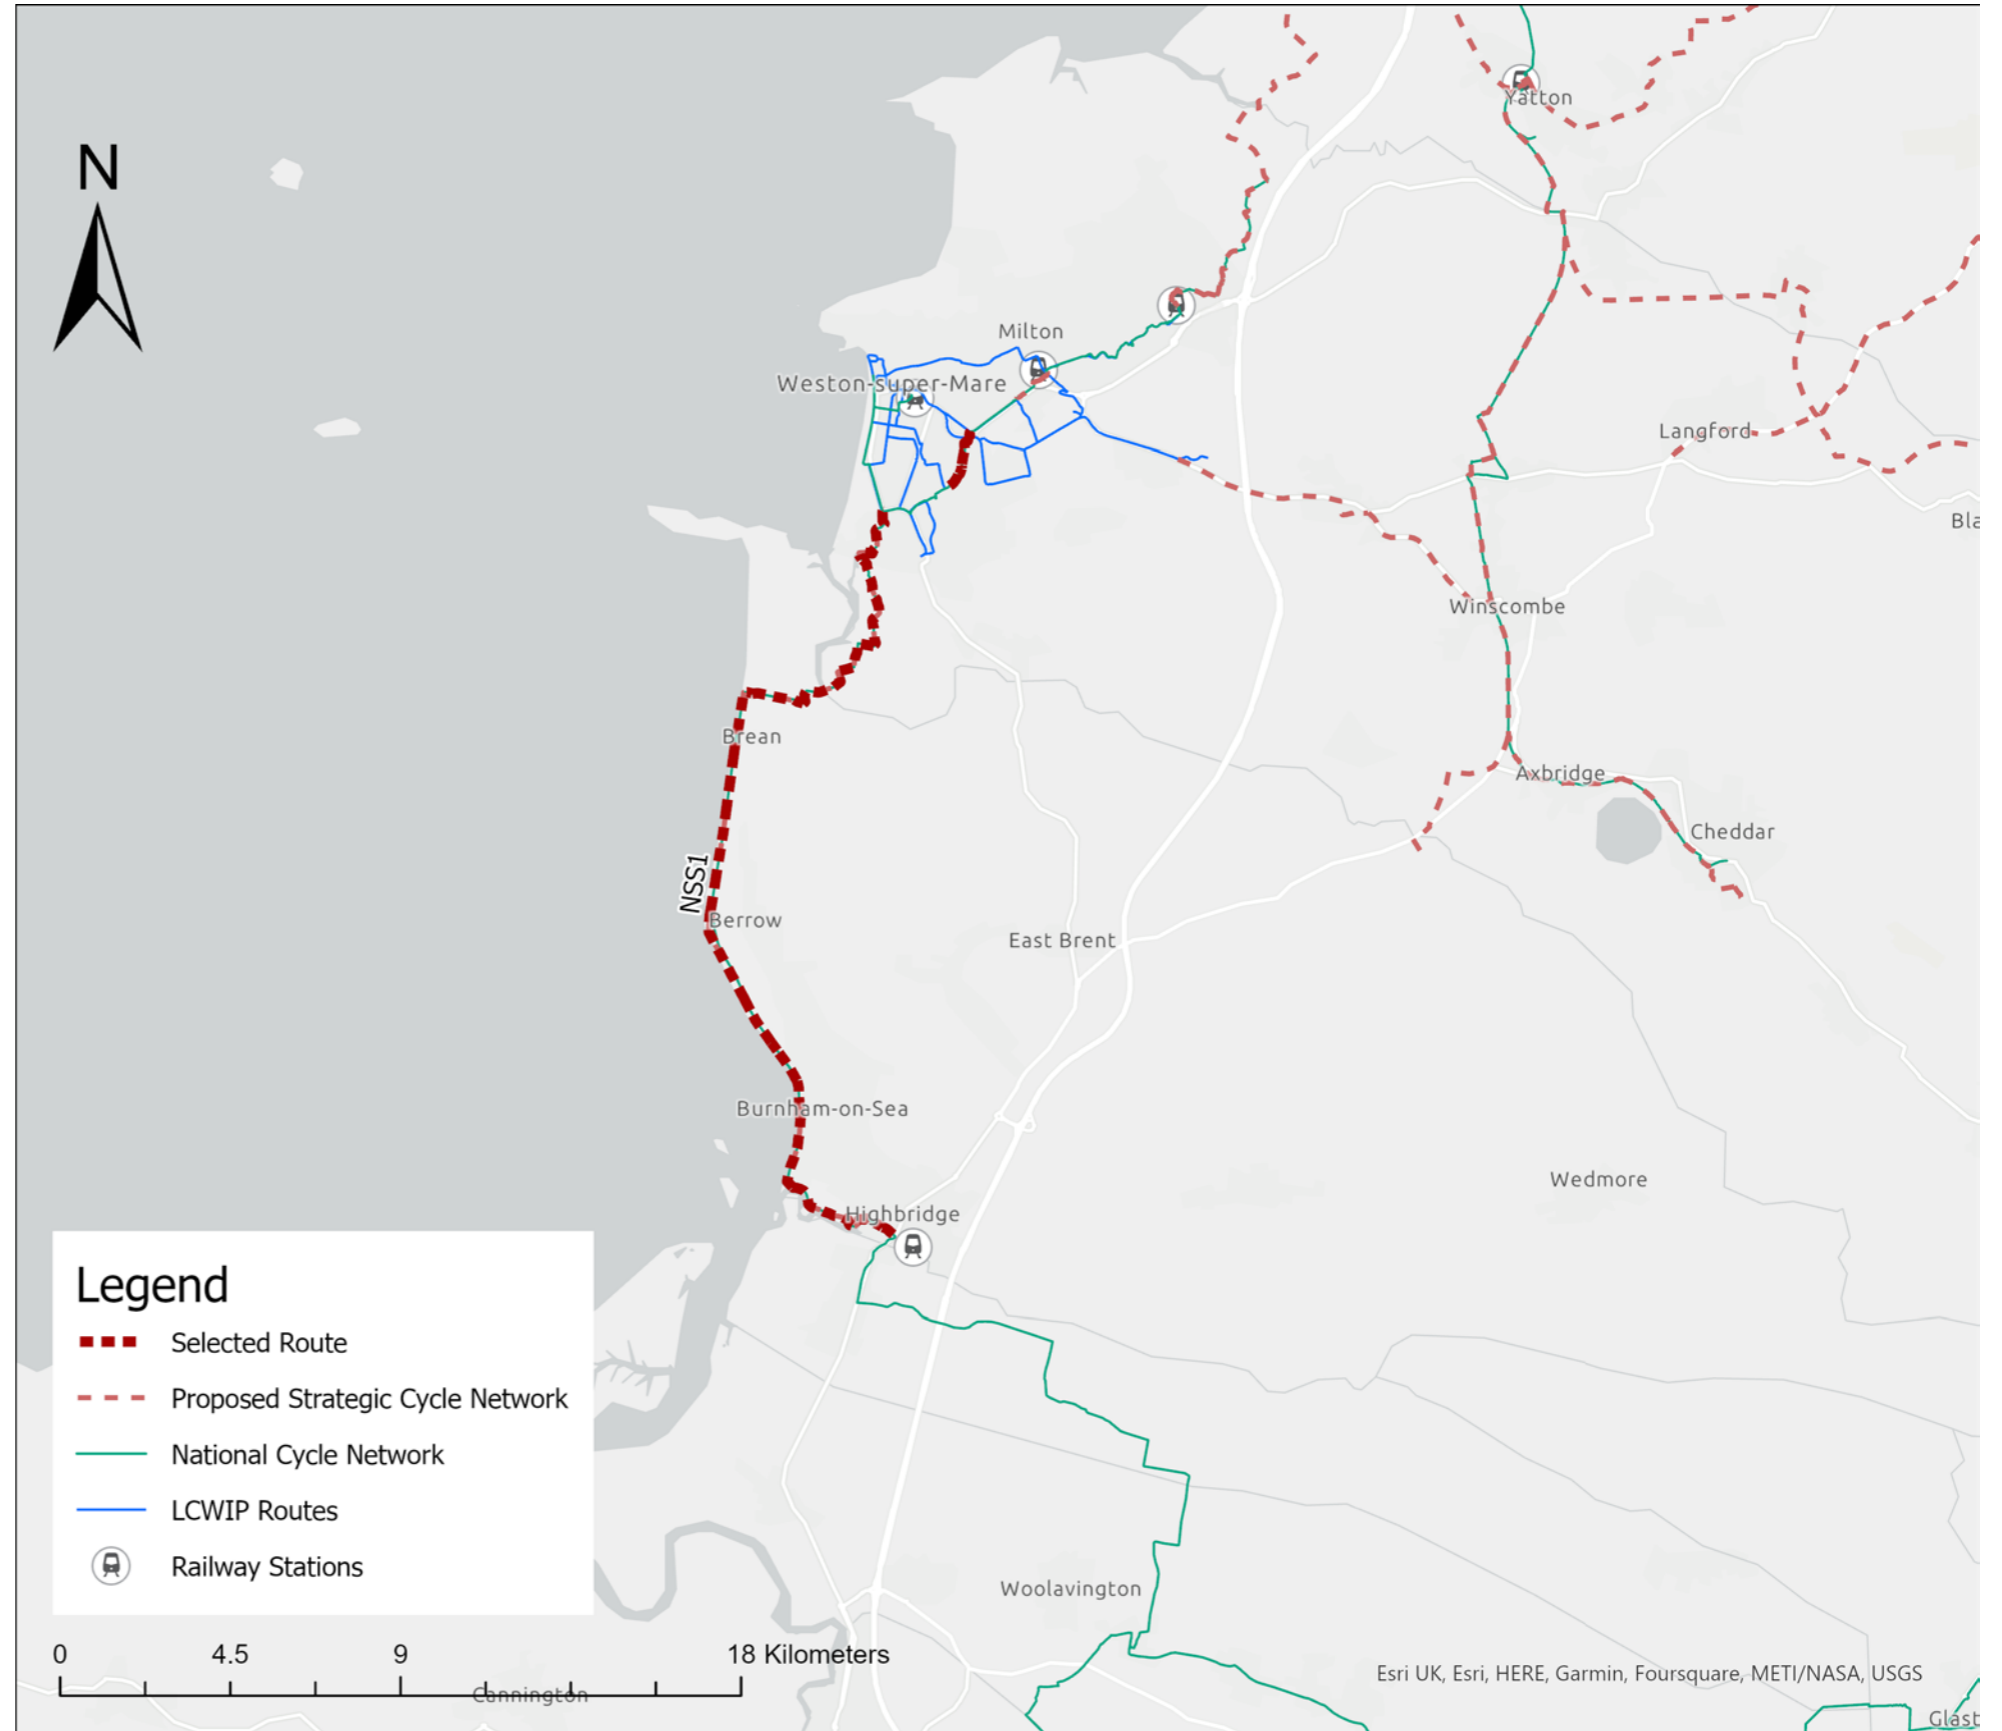 Yatton
N
Milton
Weston-super-Mare
Langford
Bla
Winscombe
Brean
Axbridge
Cheddar
NSS1
Berrow
East Brent
Burnham-on-Sea
Wedmore
Highbridge
Legend
Selected Route
Proposed Strategic Cycle Network
National Cycle Network
LCWIP Routes
Railway Stations
Woolavington
0 4.5 9 18 Kilometers
Esri UK, Esri, HERE, Garmin, Foursquare, METI/NASA, USGS
Cannington
Glast